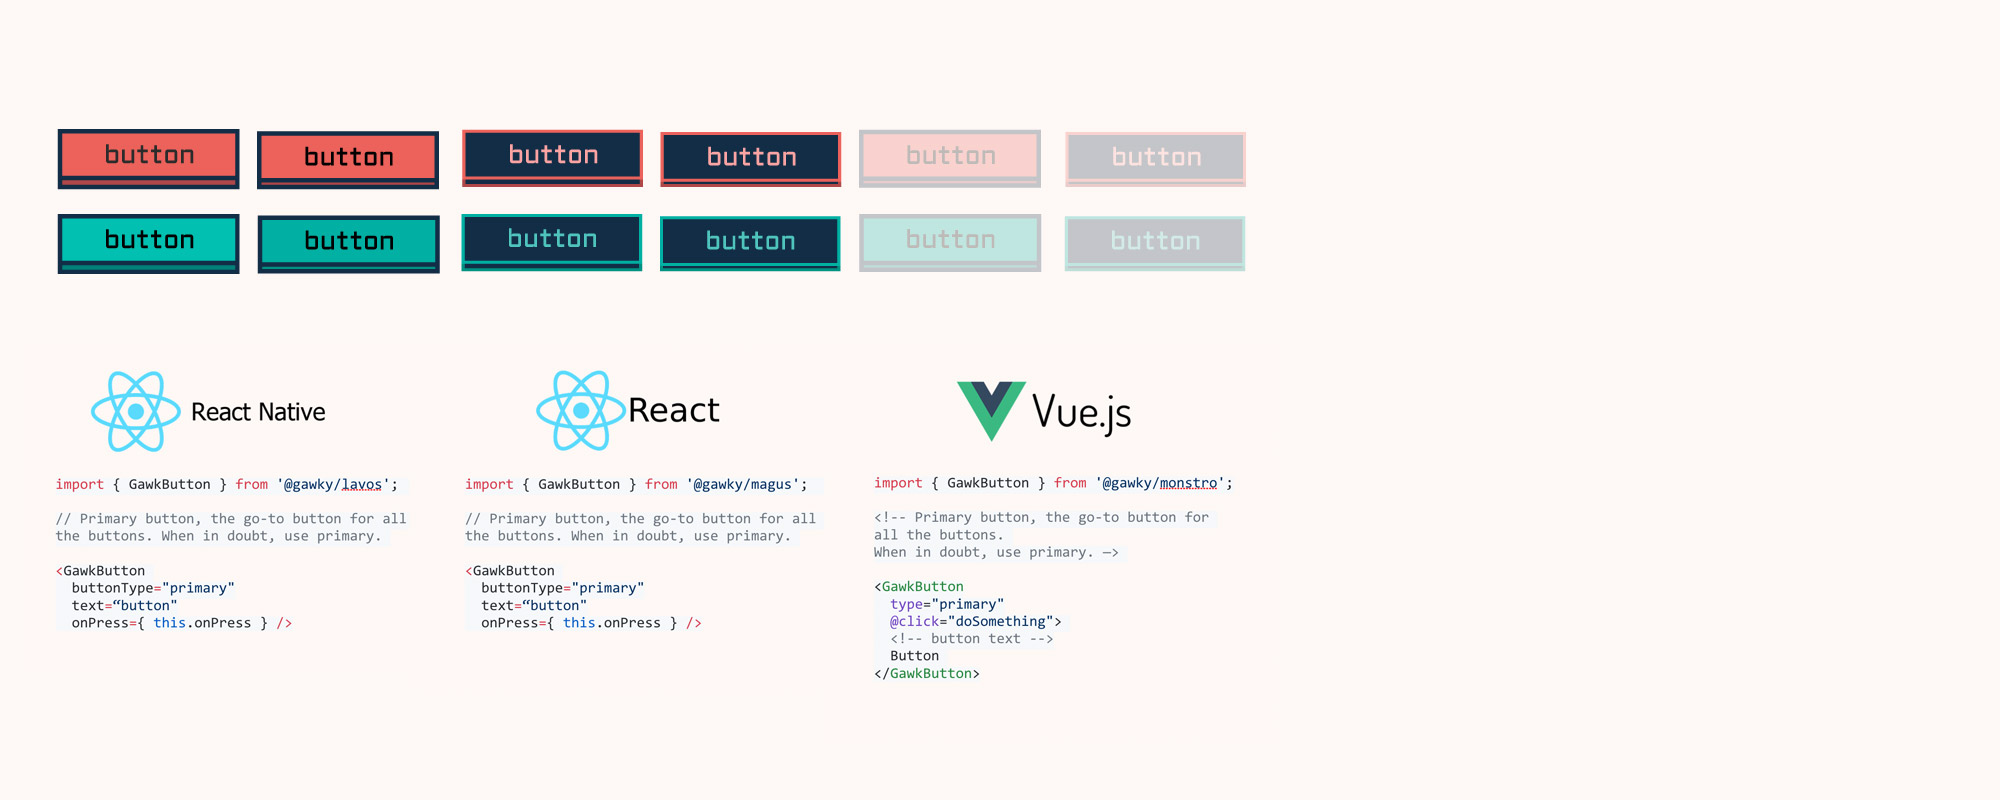 button button button button button button
button button button button button button
React Native
import { GawkButton } from '@gawky/lavos';
// Primary button, the go-to button for all
the buttons. When in doubt, use primary.
<GawkButton
buttonType="primary"
text=“button"
onPress={ this.onPress } />
React
import { GawkButton } from '@gawky/magus';
// Primary button, the go-to button for all
the buttons. When in doubt, use primary.
<GawkButton
buttonType="primary"
text=“button"
onPress={ this.onPress } />
Vue.js
import { GawkButton } from '@gawky/monstro';
<!-- Primary button, the go-to button for
all the buttons.
When in doubt, use primary. —>
<GawkButton
type="primary"
@click="doSomething">
<!-- button text -->
Button
</GawkButton>